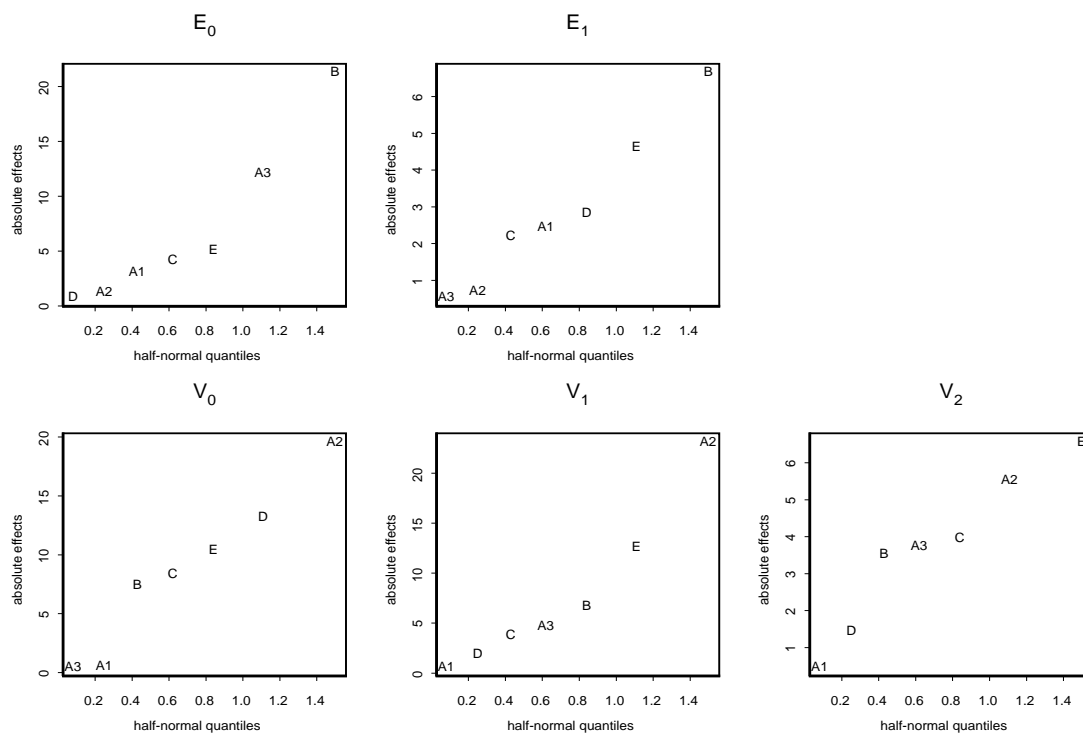 E0
absolute effects
20
15
10
5
0
B
A3
E
C
A1
A2
D
0.2 0.4 0.6 0.8 1.0 1.2 1.4
half-normal quantiles
E1
absolute effects
6
5
4
3
2
1
B
E
D
A1
C
A2
A3
0.2 0.4 0.6 0.8 1.0 1.2 1.4
half-normal quantiles
V0
absolute effects
20
15
10
5
0
A2
D
E
C
B
A1
A3
0.2 0.4 0.6 0.8 1.0 1.2 1.4
half-normal quantiles
V1
absolute effects
20
15
10
5
0
A2
E
B
A3
C
D
A1
0.2 0.4 0.6 0.8 1.0 1.2 1.4
half-normal quantiles
V2
absolute effects
6
5
4
3
2
1
E
A2
C
A3
B
D
A1
0.2 0.4 0.6 0.8 1.0 1.2 1.4
half-normal quantiles